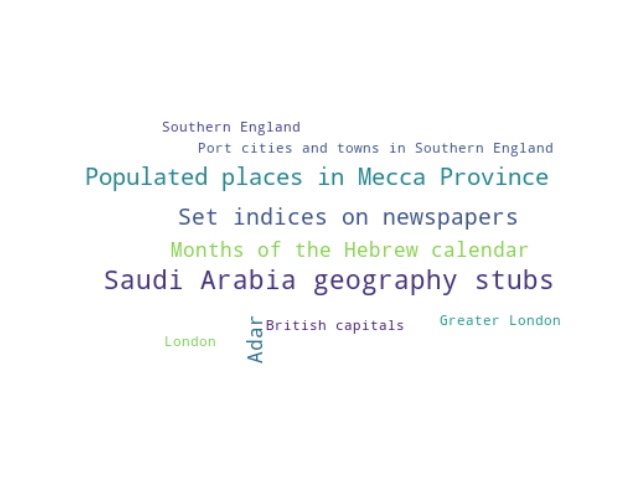 Southern England
Port cities and towns in Southern England
Populated places in Mecca Province
Set indices on newspapers
Months of the Hebrew calendar
Saudi Arabia geography stubs
Greater London
British capitals
Adar
London